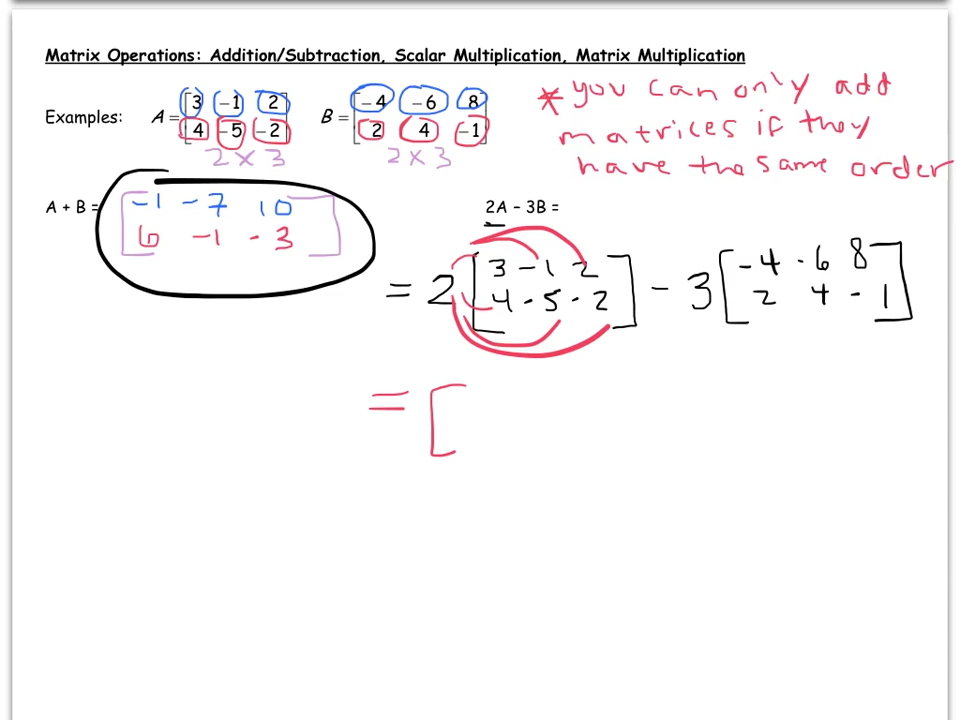 Matrix Operations: Addition/Subtraction, Scalar Multiplication, Matrix Multiplication
Examples: A = [3 -1 2
4 -5 -2]
2 x 3
B = [-4 -6 8
2 4 -1]
2 x 3
* you can only add
matrices if they
have the same order
A + B = [-1 -7 10
6 -1 -3]
2A – 3B =
= 2[3 -1 2
4 -5 -2] - 3[-4 -6 8
2 4 -1]
= [